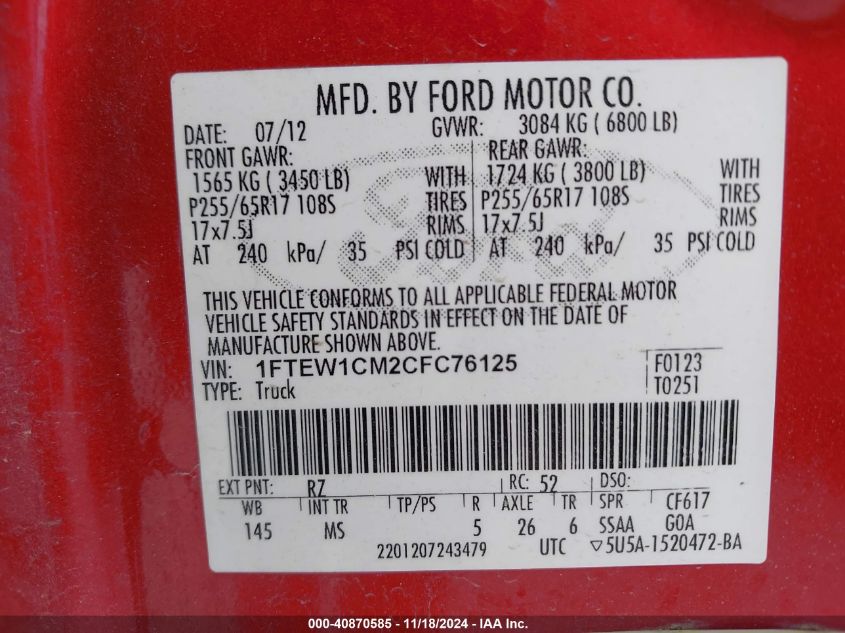 MFD. BY FORD MOTOR CO.
DATE: 07/12 GVWR: 3084 KG ( 6800 LB)
FRONT GAWR: REAR GAWR:
1565 KG ( 3450 LB) WITH 1724 KG ( 3800 LB) WITH
P255/65R17 108S TIRES P255/65R17 108S TIRES
17x7.5J RIMS 17x7.5J RIMS
AT 240 kPa/ 35 PSI COLD AT 240 kPa/ 35 PSI COLD
THIS VEHICLE CONFORMS TO ALL APPLICABLE FEDERAL MOTOR
VEHICLE SAFETY STANDARDS IN EFFECT ON THE DATE OF
MANUFACTURE SHOWN ABOVE.
VIN: 1FTEW1CM2CFC76125 F0123
TYPE: Truck T0251
EXT PNT: RZ RC: 52 DSO:
WB INT TR TP/PS R AXLE TR SPR CF617
145 MS 5 26 6 SSAA GOA
2201207243479 UTC ▽5U5A-1520472-BA
000-40870585 - 11/18/2024 - IAA Inc.